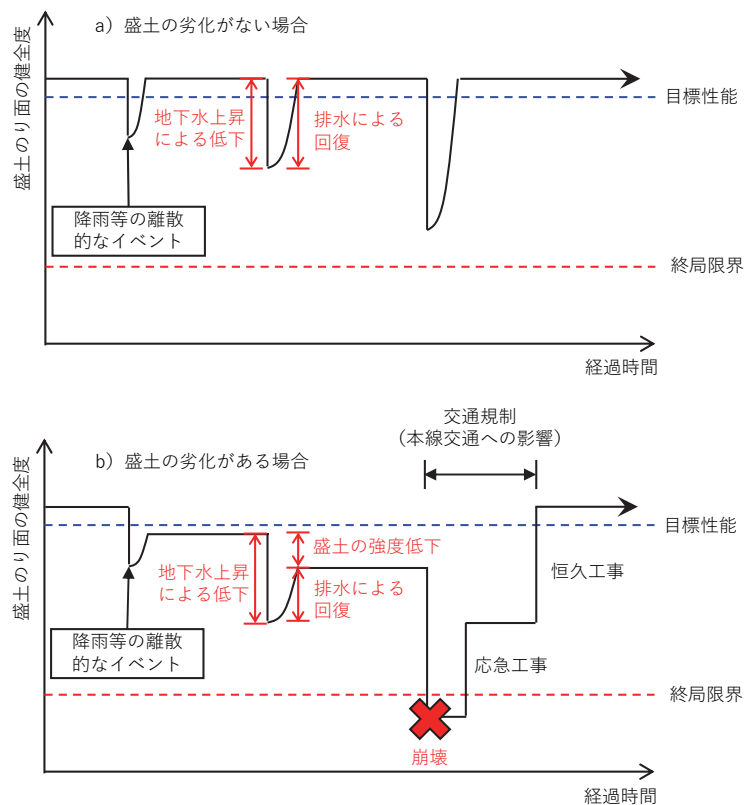 a）盛土の劣化がない場合
盛土のり面の健全度
目標性能
地下水上昇
による低下
排水による
回復
降雨等の離散
的なイベント
終局限界
経過時間
交通規制
（本線交通への影響）
b）盛土の劣化がある場合
盛土のり面の健全度
目標性能
盛土の強度低下
地下水上昇
による低下
排水による
回復
恒久工事
降雨等の離散
的なイベント
応急工事
終局限界
崩壊
経過時間